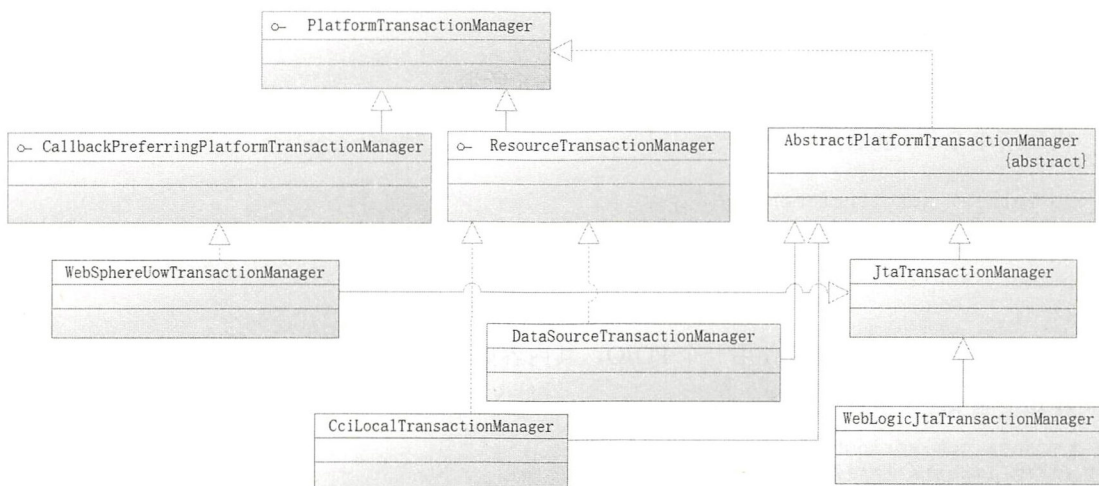 PlatformTransactionManager
CallbackPreferringPlatformTransactionManager
ResourceTransactionManager
AbstractPlatformTransactionManager
{abstract}
WebSphereUowTransactionManager
JtaTransactionManager
DataSourceTransactionManager
CciLocalTransactionManager
WebLogicJtaTransactionManager